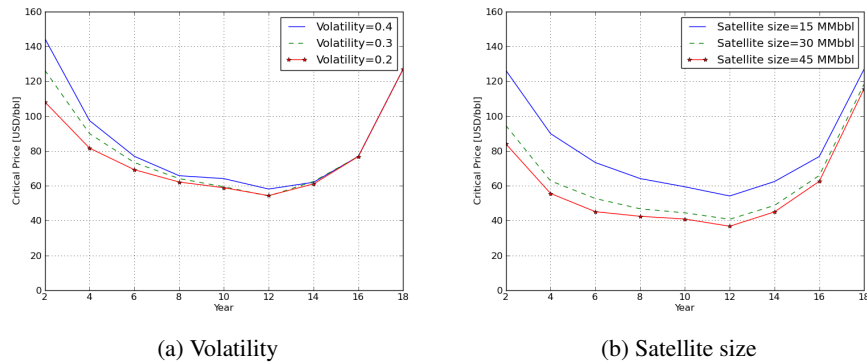 160
140
120
100
80
60
40
20
0
Critical Price [USD/bbl]
2 4 6 8 10 12 14 16 18
Year
Volatility=0.4
Volatility=0.3
Volatility=0.2
(a) Volatility
160
140
120
100
80
60
40
20
0
Critical Price [USD/bbl]
2 4 6 8 10 12 14 16 18
Year
Satellite size=15 MMbbl
Satellite size=30 MMbbl
Satellite size=45 MMbbl
(b) Satellite size